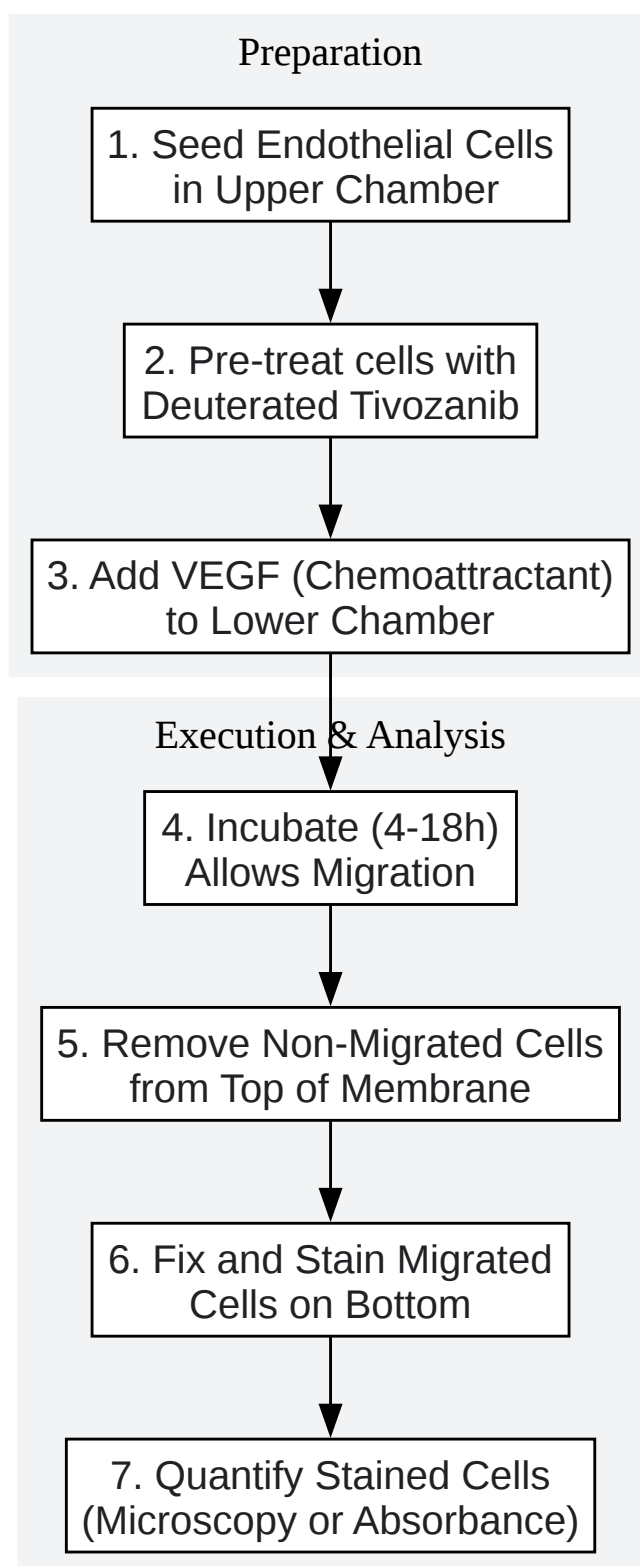 Preparation
1. Seed Endothelial Cells
in Upper Chamber
2. Pre-treat cells with
Deuterated Tivozanib
3. Add VEGF (Chemoattractant)
to Lower Chamber
Execution & Analysis
4. Incubate (4-18h)
Allows Migration
5. Remove Non-Migrated Cells
from Top of Membrane
6. Fix and Stain Migrated
Cells on Bottom
7. Quantify Stained Cells
(Microscopy or Absorbance)